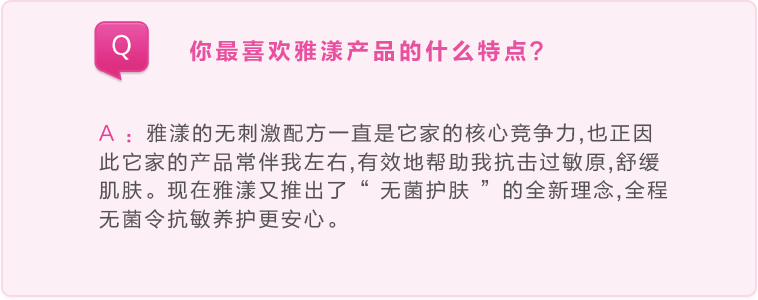 Q
你最喜欢雅漾产品的什么特点?
A ：雅漾的无刺激配方一直是它家的核心竞争力,也正因
此它家的产品常伴我左右,有效地帮助我抗击过敏原,舒缓
肌肤。现在雅漾又推出了“ 无菌护肤 ”的全新理念,全程
无菌令抗敏养护更安心。